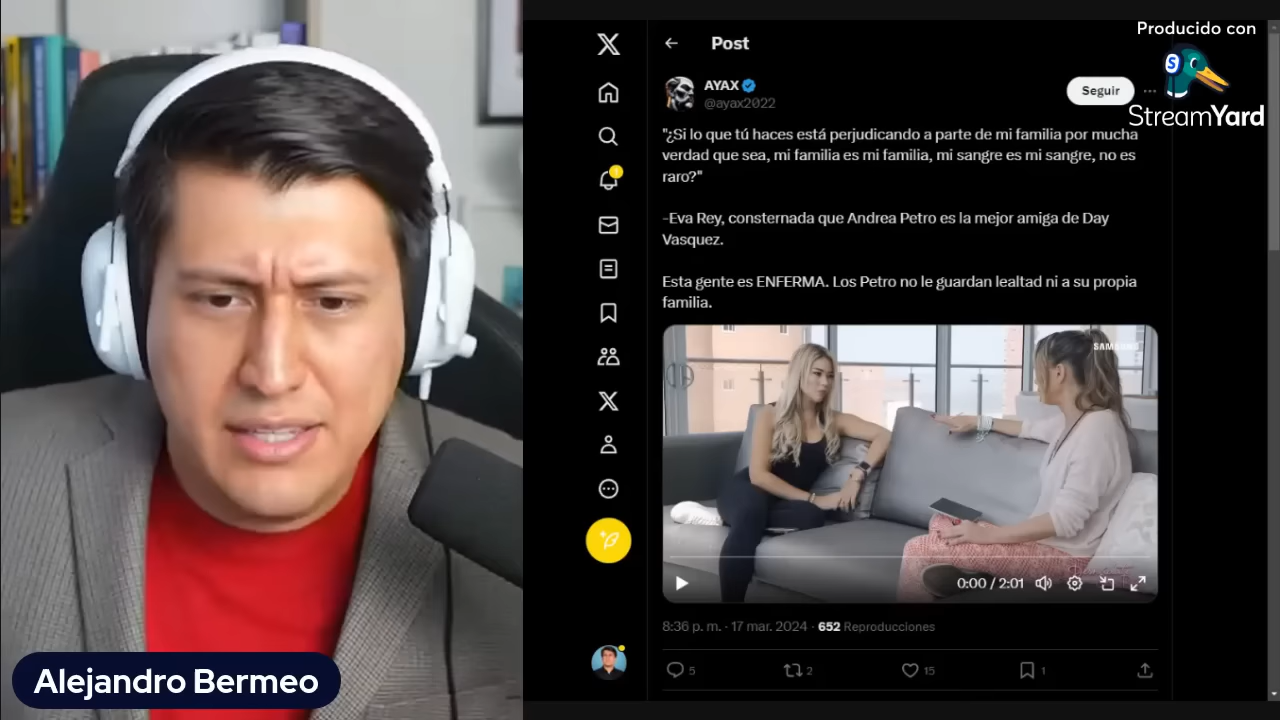 Producido con
StreamYard
Post
AYAX
@ayax2022
Seguir
"¿Si lo que tú haces está perjudicando a parte de mi familia por mucha
verdad que sea, mi familia es mi familia, mi sangre es mi sangre, no es
raro?"
-Eva Rey, consternada que Andrea Petro es la mejor amiga de Day
Vasquez.
Esta gente es ENFERMA. Los Petro no le guardan lealtad ni a su propia
familia.
SAMSUNG
0:00 / 2:01
8:36 p. m. · 17 mar. 2024 · 652 Reproducciones
5
2
15
1
Alejandro Bermeo